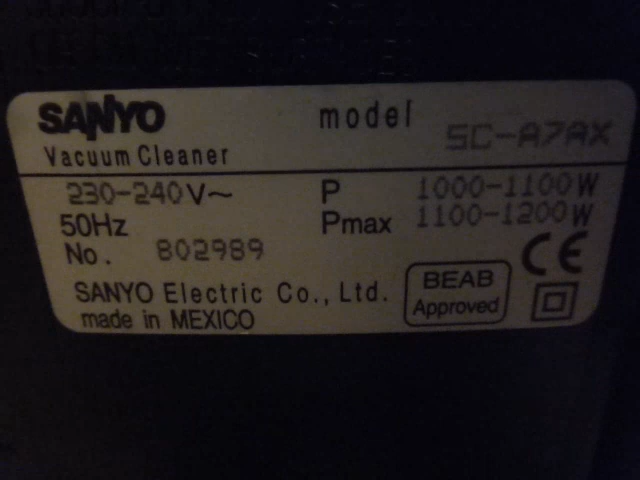 SANYO model SC-A7AX
Vacuum Cleaner
230-240V~ P 1000-1100W
50Hz Pmax 1100-1200W
No. 802989 CE
SANYO Electric Co., Ltd. BEAB
made in MEXICO Approved